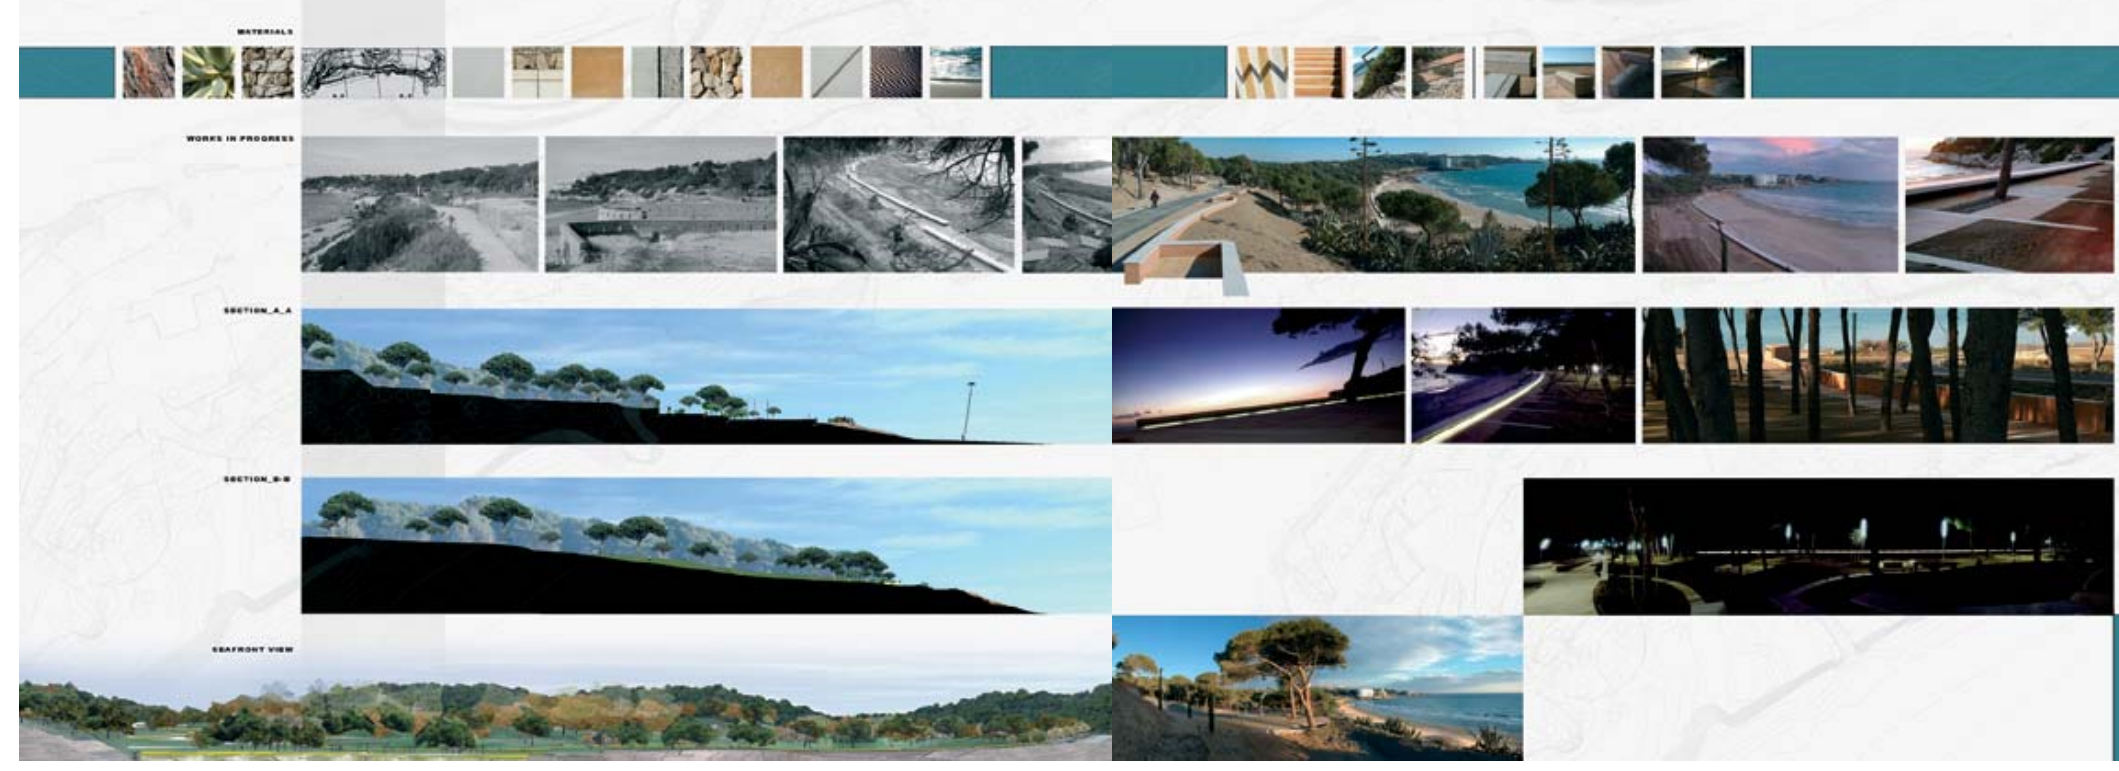 MATERIALS
WORKS IN PROGRESS
SECTION_A_A
SECTION_B-B
SEAFRONT VIEW